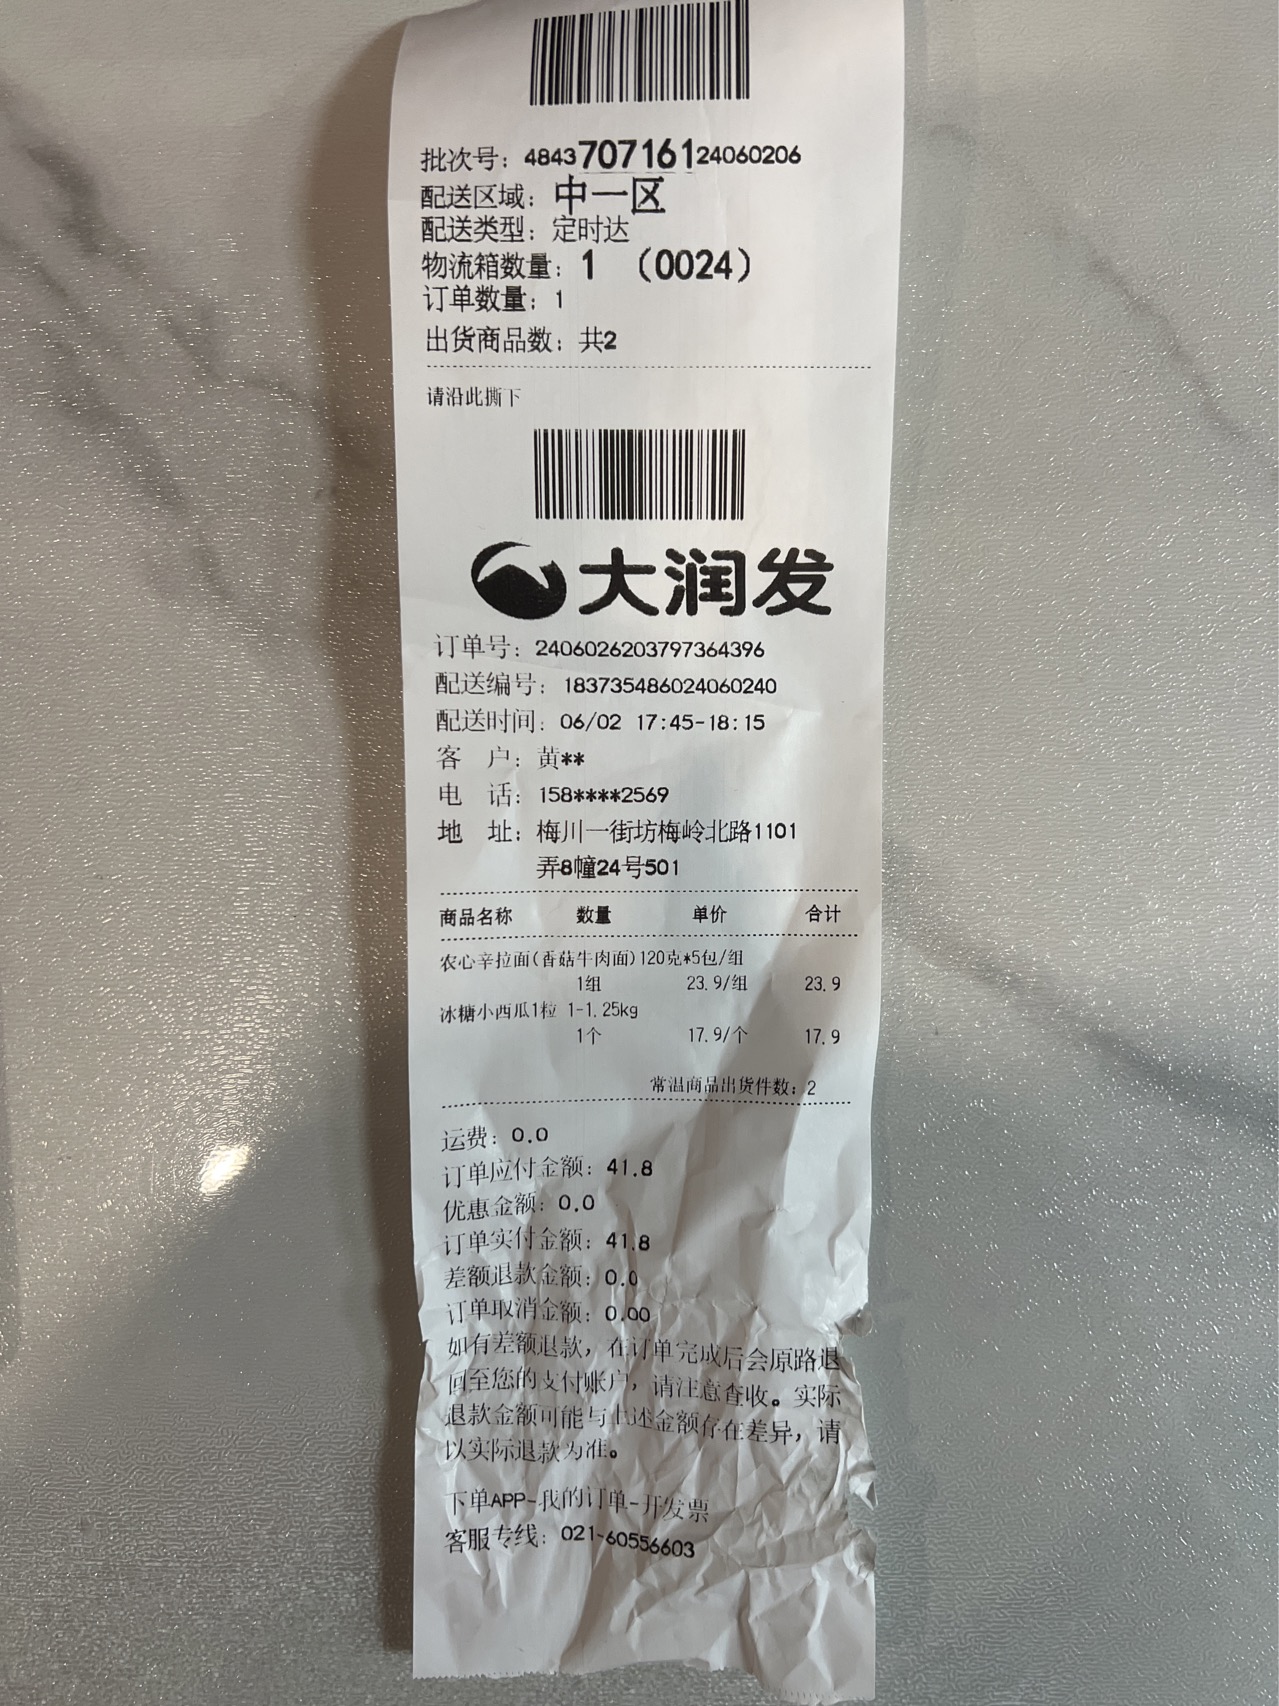 批次号：484370716124060206
配送区域：中一区
配送类型：定时达
物流箱数量：1 （0024）
订单数量：1
出货商品数：共2
请沿此撕下
大润发
订单号：2406026203797364396
配送编号：183735486024060240
配送时间：06/02 17:45-18:15
客 户：黄**
电 话：158****2569
地 址：梅川一街坊梅岭北路1101
弄8幢24号501
商品名称 数量 单价 合计
农心辛拉面(香菇牛肉面)120克*5包/组
1组 23.9/组 23.9
冰糖小西瓜1粒 1-1.25kg
1个 17.9/个 17.9
常温商品出货件数：2
运费：0.0
订单应付金额：41.8
优惠金额：0.0
订单实付金额：41.8
差额退款金额：0.0
订单取消金额：0.00
如有差额退款，在订单完成后会原路退
回至您的支付账户，请注意查收。实际
退款金额可能与上述金额存在差异，请
以实际退款为准。
下单APP-我的订单-开发票
客服专线：021-60556603